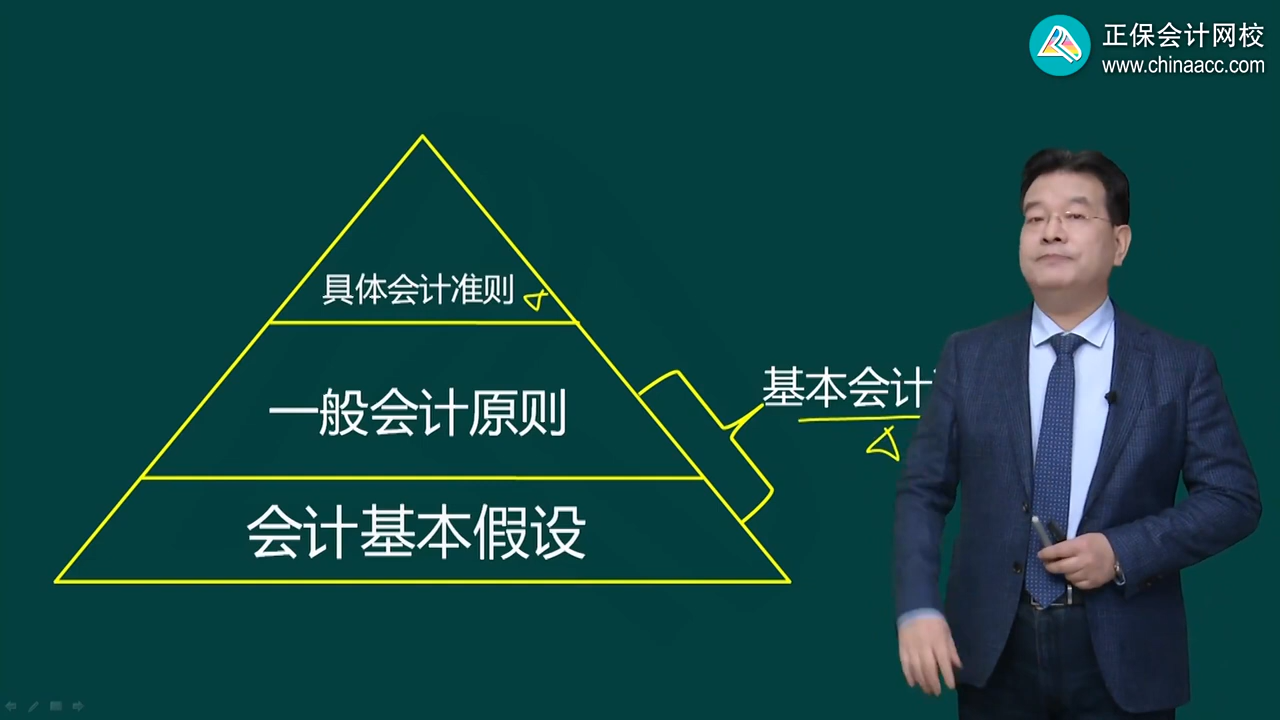 正保会计网校
www.chinaacc.com
具体会计准则
一般会计原则
基本会计
会计基本假设